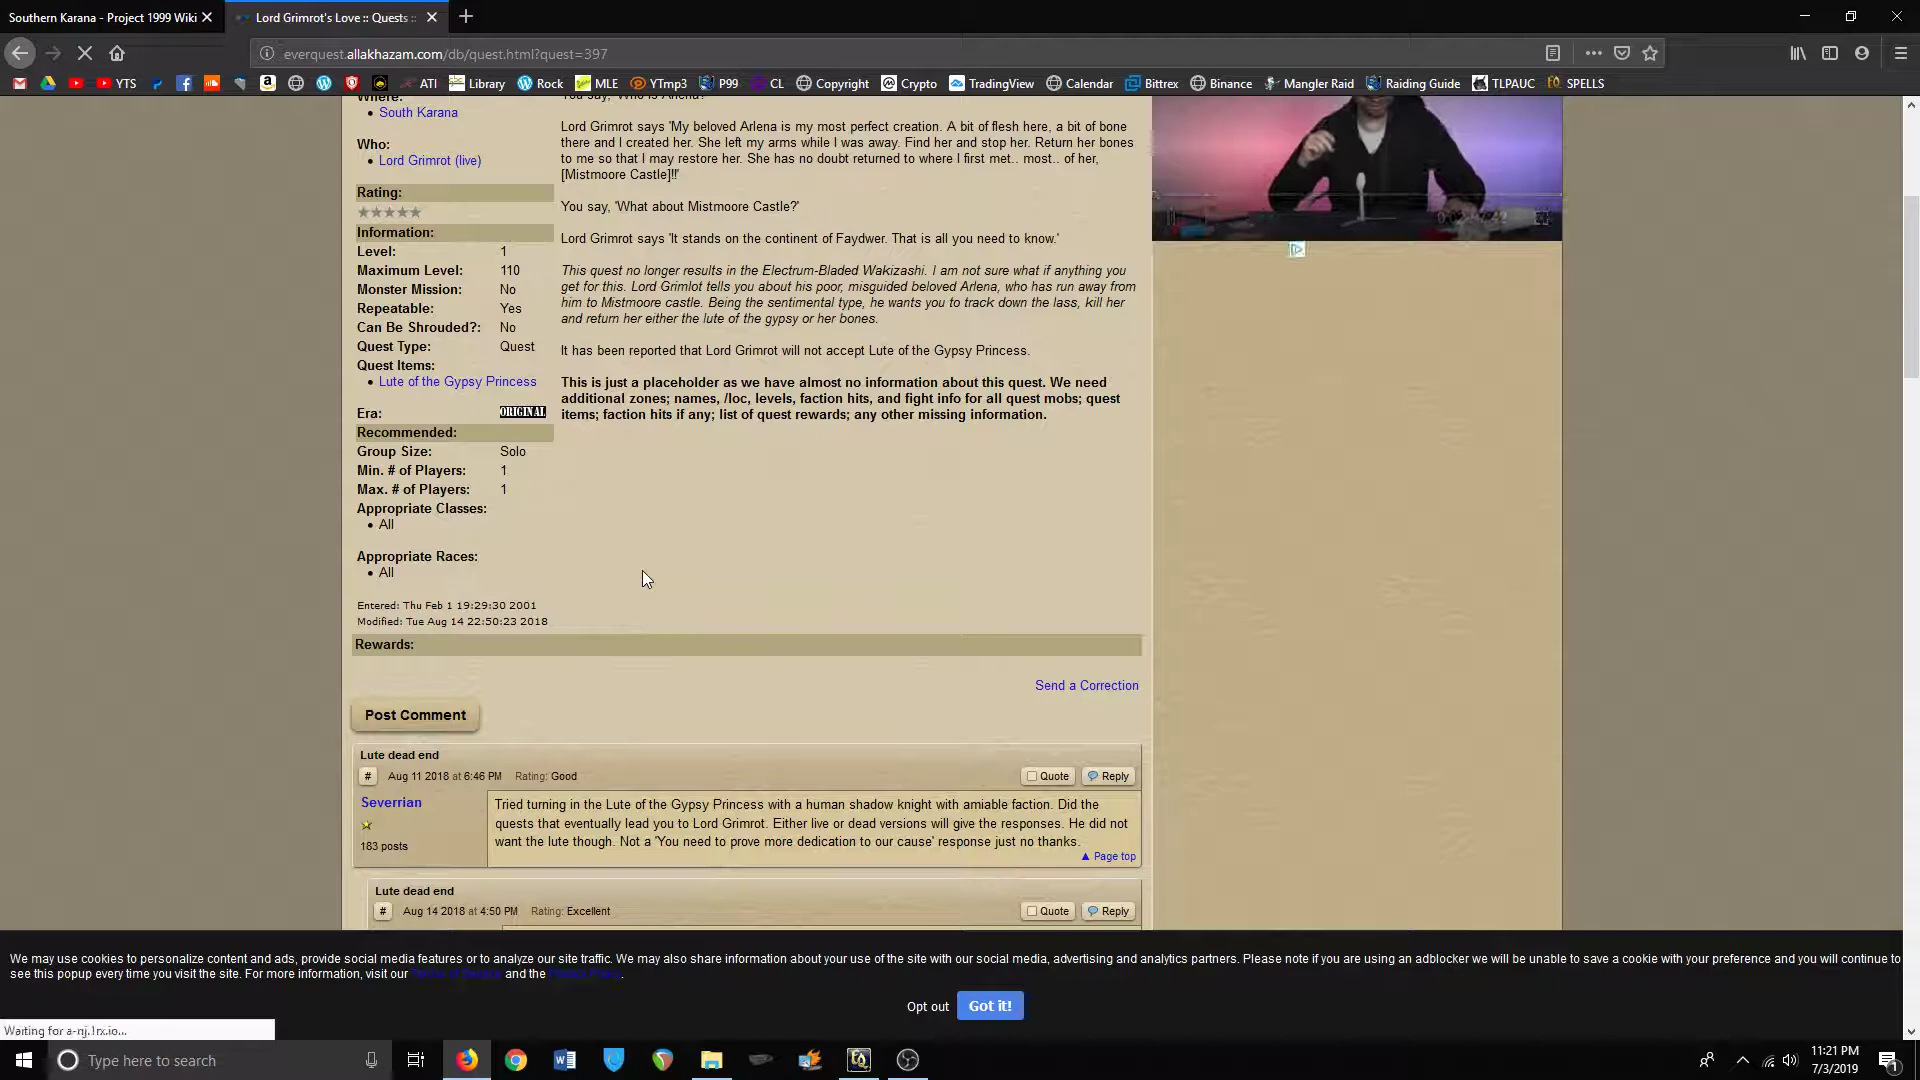 Southern Karana - Project 1999 Wiki
Lord Grimrot's Love :: Quests ::
everquest.allakhazam.com/db/quest.html?quest=397
YTS
ATI
Library
Rock
MLE
YTmp3
P99
CL
Copyright
Crypto
TradingView
Calendar
Bittrex
Binance
Mangler Raid
Raiding Guide
TLPAUC
SPELLS
Where:
South Karana
Who:
Lord Grimrot (live)
Rating:
Information:
Level: 1
Maximum Level: 110
Monster Mission: No
Repeatable: Yes
Can Be Shrouded?: No
Quest Type: Quest
Quest Items:
Lute of the Gypsy Princess
Era: ORIGINAL
Recommended:
Group Size: Solo
Min. # of Players: 1
Max. # of Players: 1
Appropriate Classes:
All
Appropriate Races:
All
Entered: Thu Feb 1 19:29:30 2001
Modified: Tue Aug 14 22:50:23 2018
You say, 'Who is Arlena?'
Lord Grimrot says 'My beloved Arlena is my most perfect creation. A bit of flesh here, a bit of bone
there and I created her. She left my arms while I was away. Find her and stop her. Return her bones
to me so that I may restore her. She has no doubt returned to where I first met.. most.. of her,
[Mistmoore Castle]!!'
You say, 'What about Mistmoore Castle?'
Lord Grimrot says 'It stands on the continent of Faydwer. That is all you need to know.'
This quest no longer results in the Electrum-Bladed Wakizashi. I am not sure what if anything you
get for this. Lord Grimlot tells you about his poor, misguided beloved Arlena, who has run away from
him to Mistmoore castle. Being the sentimental type, he wants you to track down the lass, kill her
and return her either the lute of the gypsy or her bones.
It has been reported that Lord Grimrot will not accept Lute of the Gypsy Princess.
This is just a placeholder as we have almost no information about this quest. We need
additional zones; names, /loc, levels, faction hits, and fight info for all quest mobs; quest
items; faction hits if any; list of quest rewards; any other missing information.
Rewards:
Send a Correction
Post Comment
Lute dead end
# Aug 11 2018 at 6:46 PM Rating: Good Quote Reply
Severrian
183 posts
Tried turning in the Lute of the Gypsy Princess with a human shadow knight with amiable faction. Did the
quests that eventually lead you to Lord Grimrot. Either live or dead versions will give the responses. He did not
want the lute though. Not a 'You need to prove more dedication to our cause' response just no thanks.
▲ Page top
Lute dead end
# Aug 14 2018 at 4:50 PM Rating: Excellent Quote Reply
We may use cookies to personalize content and ads, provide social media features or to analyze our site traffic. We may also share information about your use of the site with our social media, advertising and analytics partners. Please note if you are using an adblocker we will be unable to save a cookie with your preference and you will continue to
see this popup every time you visit the site. For more information, visit our Terms of Service and the Privacy Policy.
Opt out
Got it!
Waiting for a-nj.1rx.io...
Type here to search
11:21 PM
7/3/2019